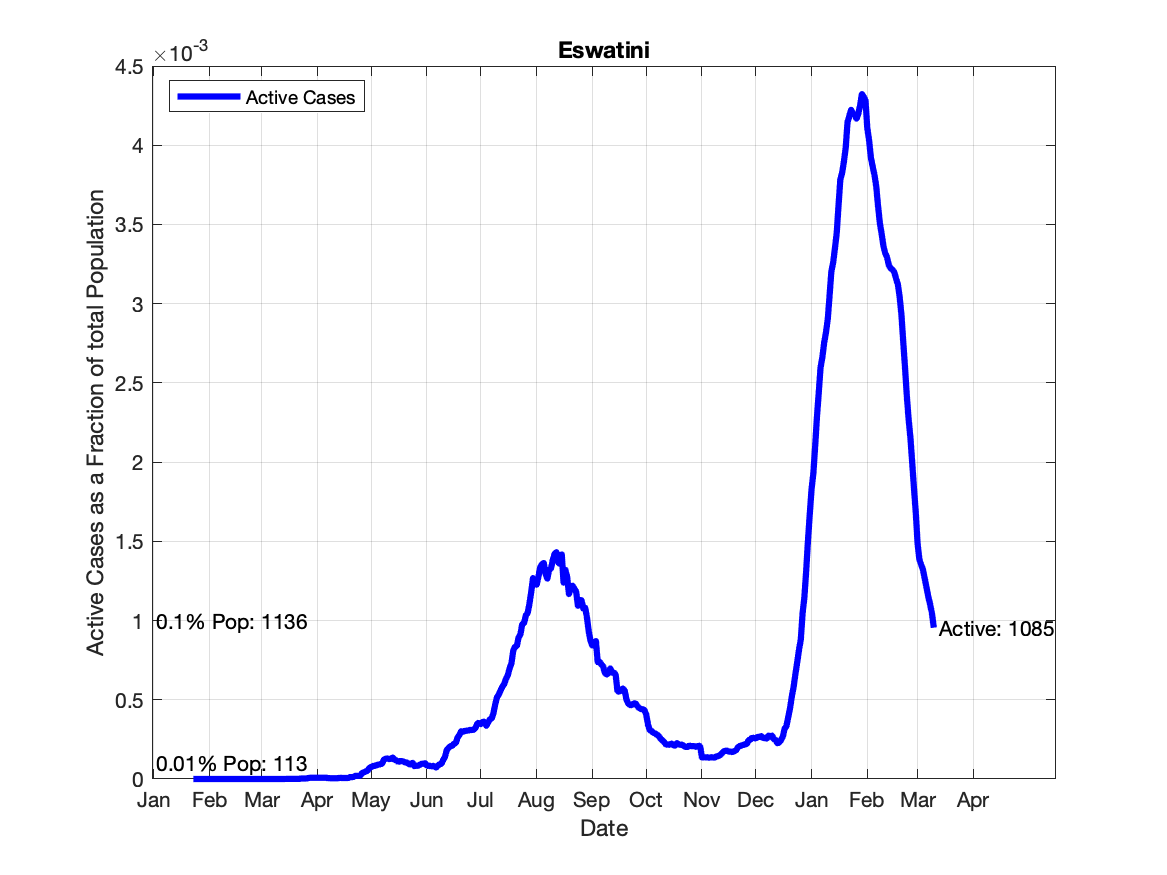 Eswatini
×10-3
4.5
4
3.5
3
2.5
2
1.5
1
0.5
0
Active Cases as a Fraction of total Population
Active Cases
0.1% Pop: 1136
0.01% Pop: 113
Active: 1085
Jan Feb Mar Apr May Jun Jul Aug Sep Oct Nov Dec Jan Feb Mar Apr
Date